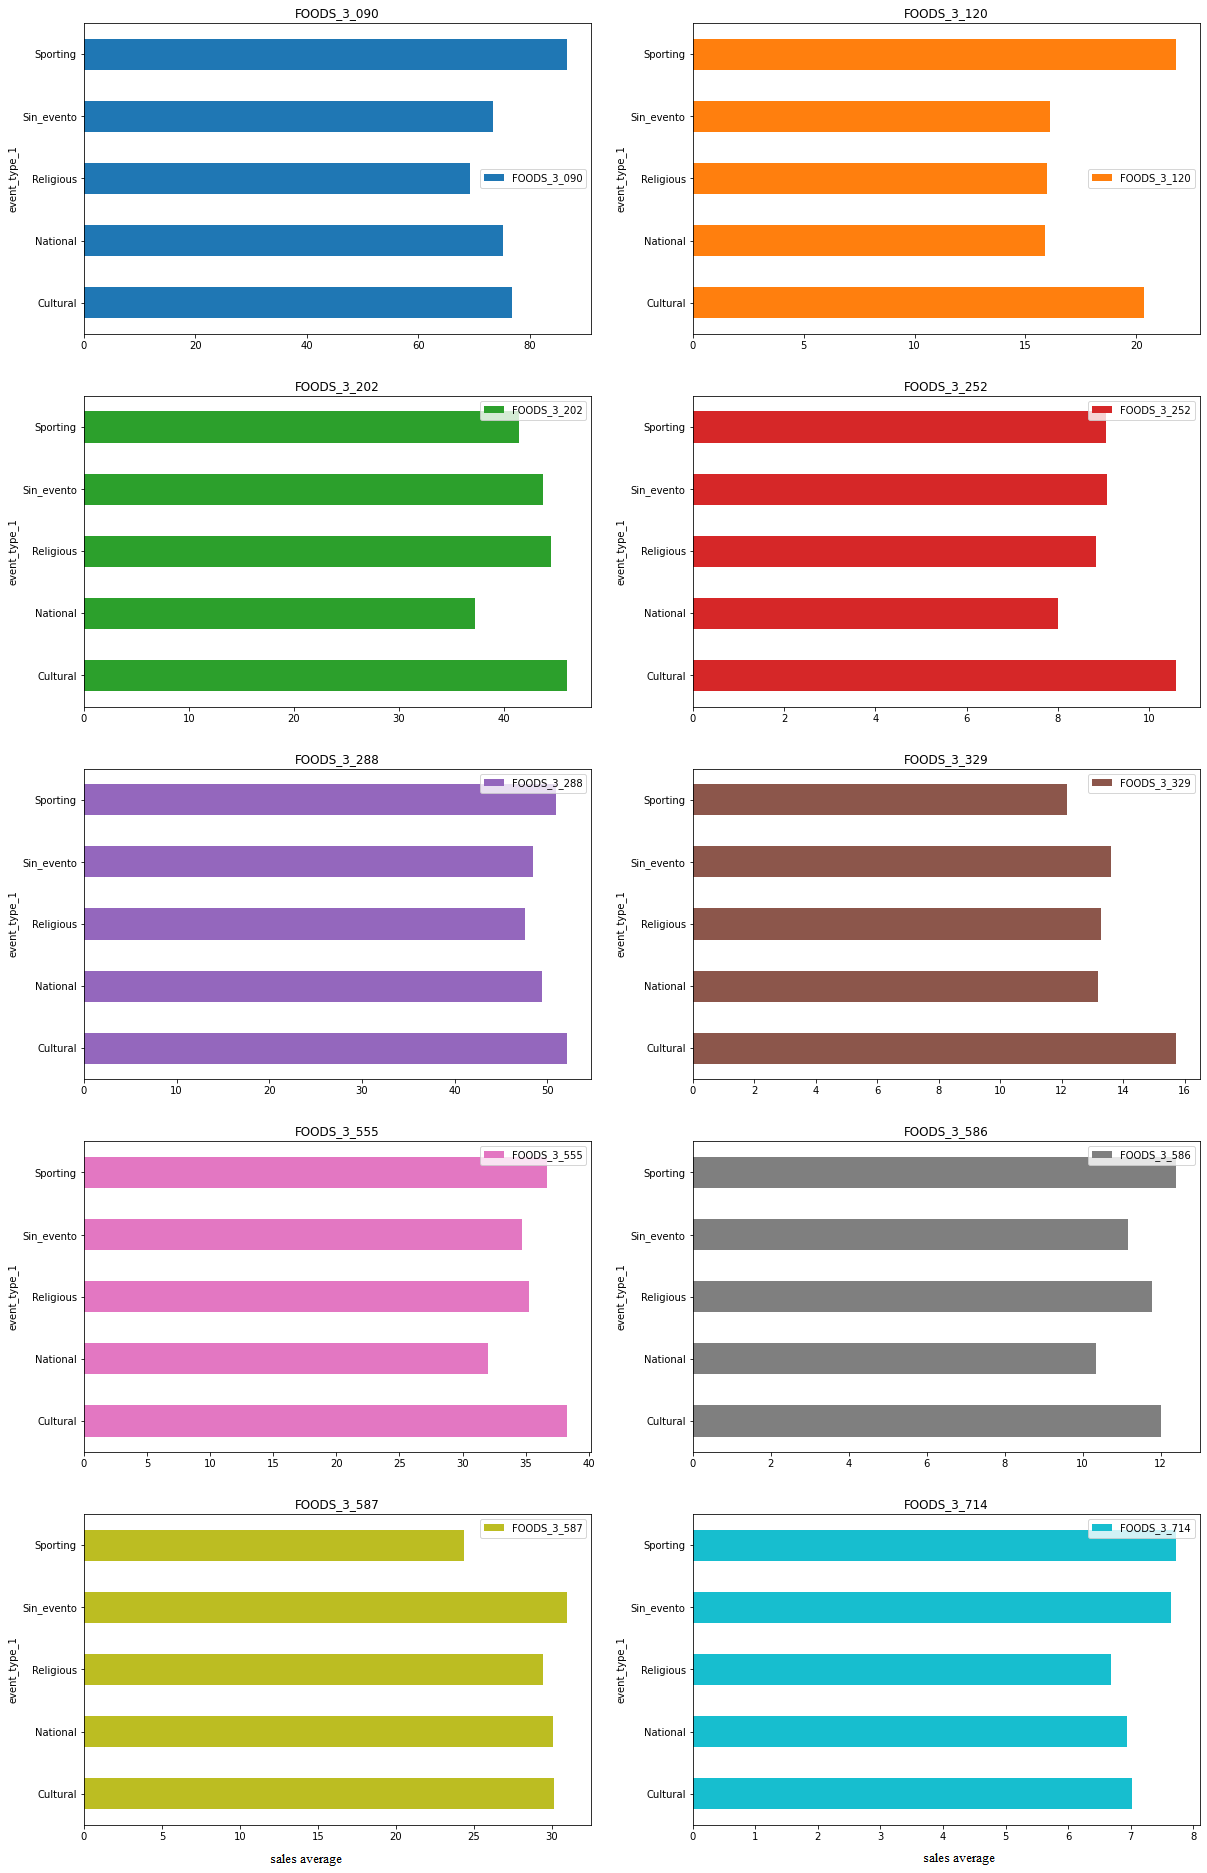 FOODS_3_090
Sporting
Sin_evento
Religious
National
Cultural
event_type_1
FOODS_3_090
0 20 40 60 80
FOODS_3_120
Sporting
Sin_evento
Religious
National
Cultural
event_type_1
FOODS_3_120
0 5 10 15 20
FOODS_3_202
Sporting
Sin_evento
Religious
National
Cultural
event_type_1
FOODS_3_202
0 10 20 30 40
FOODS_3_252
Sporting
Sin_evento
Religious
National
Cultural
event_type_1
FOODS_3_252
0 2 4 6 8 10
FOODS_3_288
Sporting
Sin_evento
Religious
National
Cultural
event_type_1
FOODS_3_288
0 10 20 30 40 50
FOODS_3_329
Sporting
Sin_evento
Religious
National
Cultural
event_type_1
FOODS_3_329
0 2 4 6 8 10 12 14 16
FOODS_3_555
Sporting
Sin_evento
Religious
National
Cultural
event_type_1
FOODS_3_555
0 5 10 15 20 25 30 35 40
FOODS_3_586
Sporting
Sin_evento
Religious
National
Cultural
event_type_1
FOODS_3_586
0 2 4 6 8 10 12
FOODS_3_587
Sporting
Sin_evento
Religious
National
Cultural
event_type_1
FOODS_3_587
0 5 10 15 20 25 30
sales average
FOODS_3_714
Sporting
Sin_evento
Religious
National
Cultural
event_type_1
FOODS_3_714
0 1 2 3 4 5 6 7 8
sales average